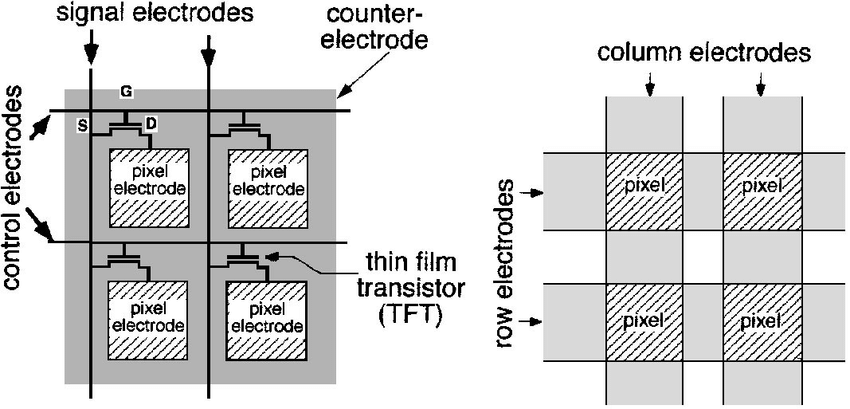 signal electrodes
counter-
electrode
control electrodes
G
S
D
pixel
electrode
pixel
electrode
pixel
electrode
pixel
electrode
thin film
transistor
(TFT)
column electrodes
row electrodes
pixel
pixel
pixel
pixel